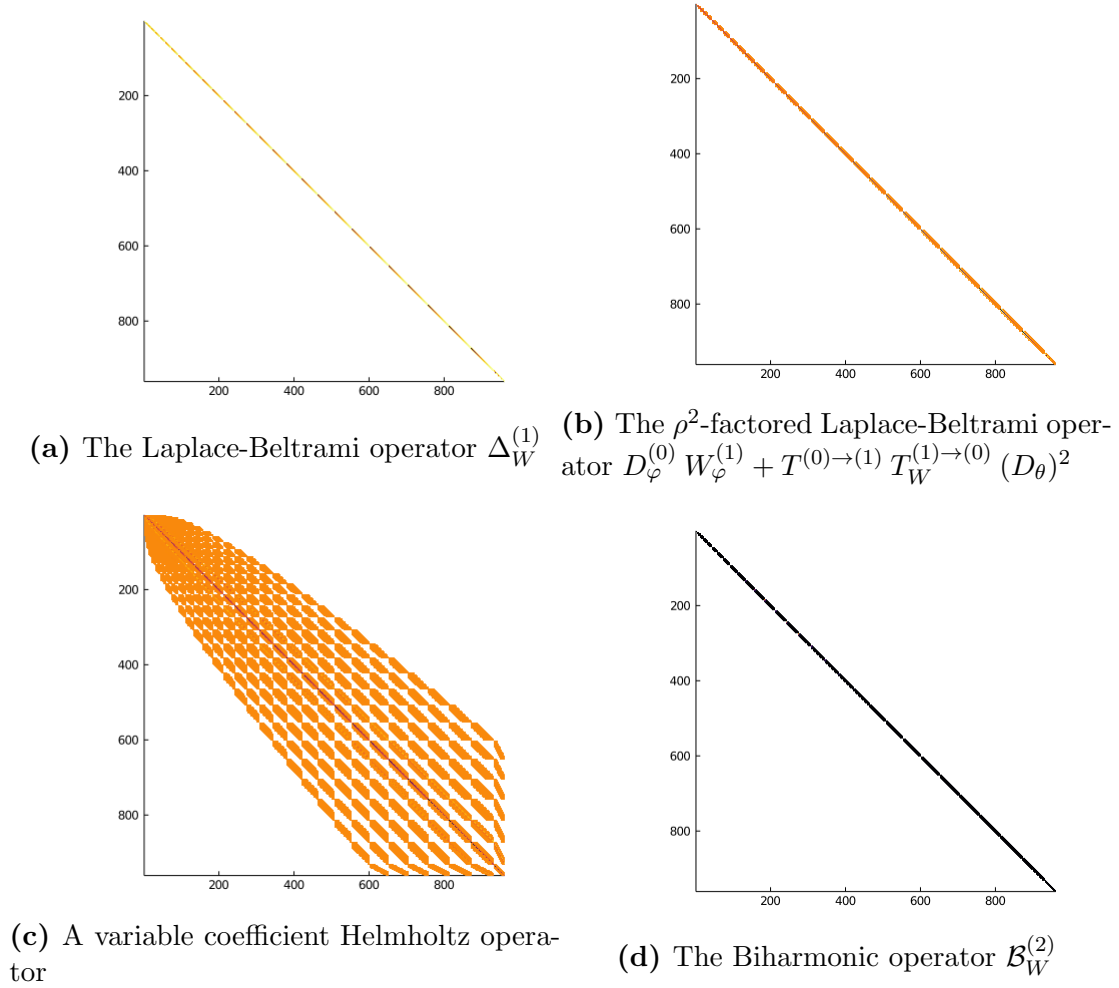 200
400
600
800
200 400 600 800
(a) The Laplace-Beltrami operator Δ_W^{(1)}
200
400
600
800
200 400 600 800
(b) The ρ²-factored Laplace-Beltrami oper-
ator D_φ^{(0)} W_φ^{(1)} + T^{(0)→(1)} T_W^{(1)→(0)} (D_θ)²
200
400
600
800
200 400 600 800
(c) A variable coefficient Helmholtz opera-
tor
200
400
600
800
200 400 600 800
(d) The Biharmonic operator ℬ_W^{(2)}